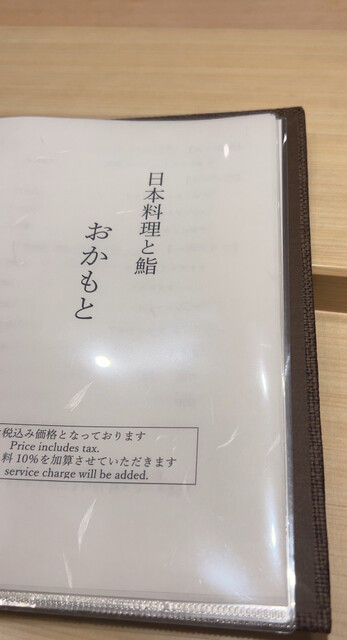 日本料理と鮨
おかもと
税込み価格となっております
Price includes tax.
料10%を加算させていただきます
service charge will be added.